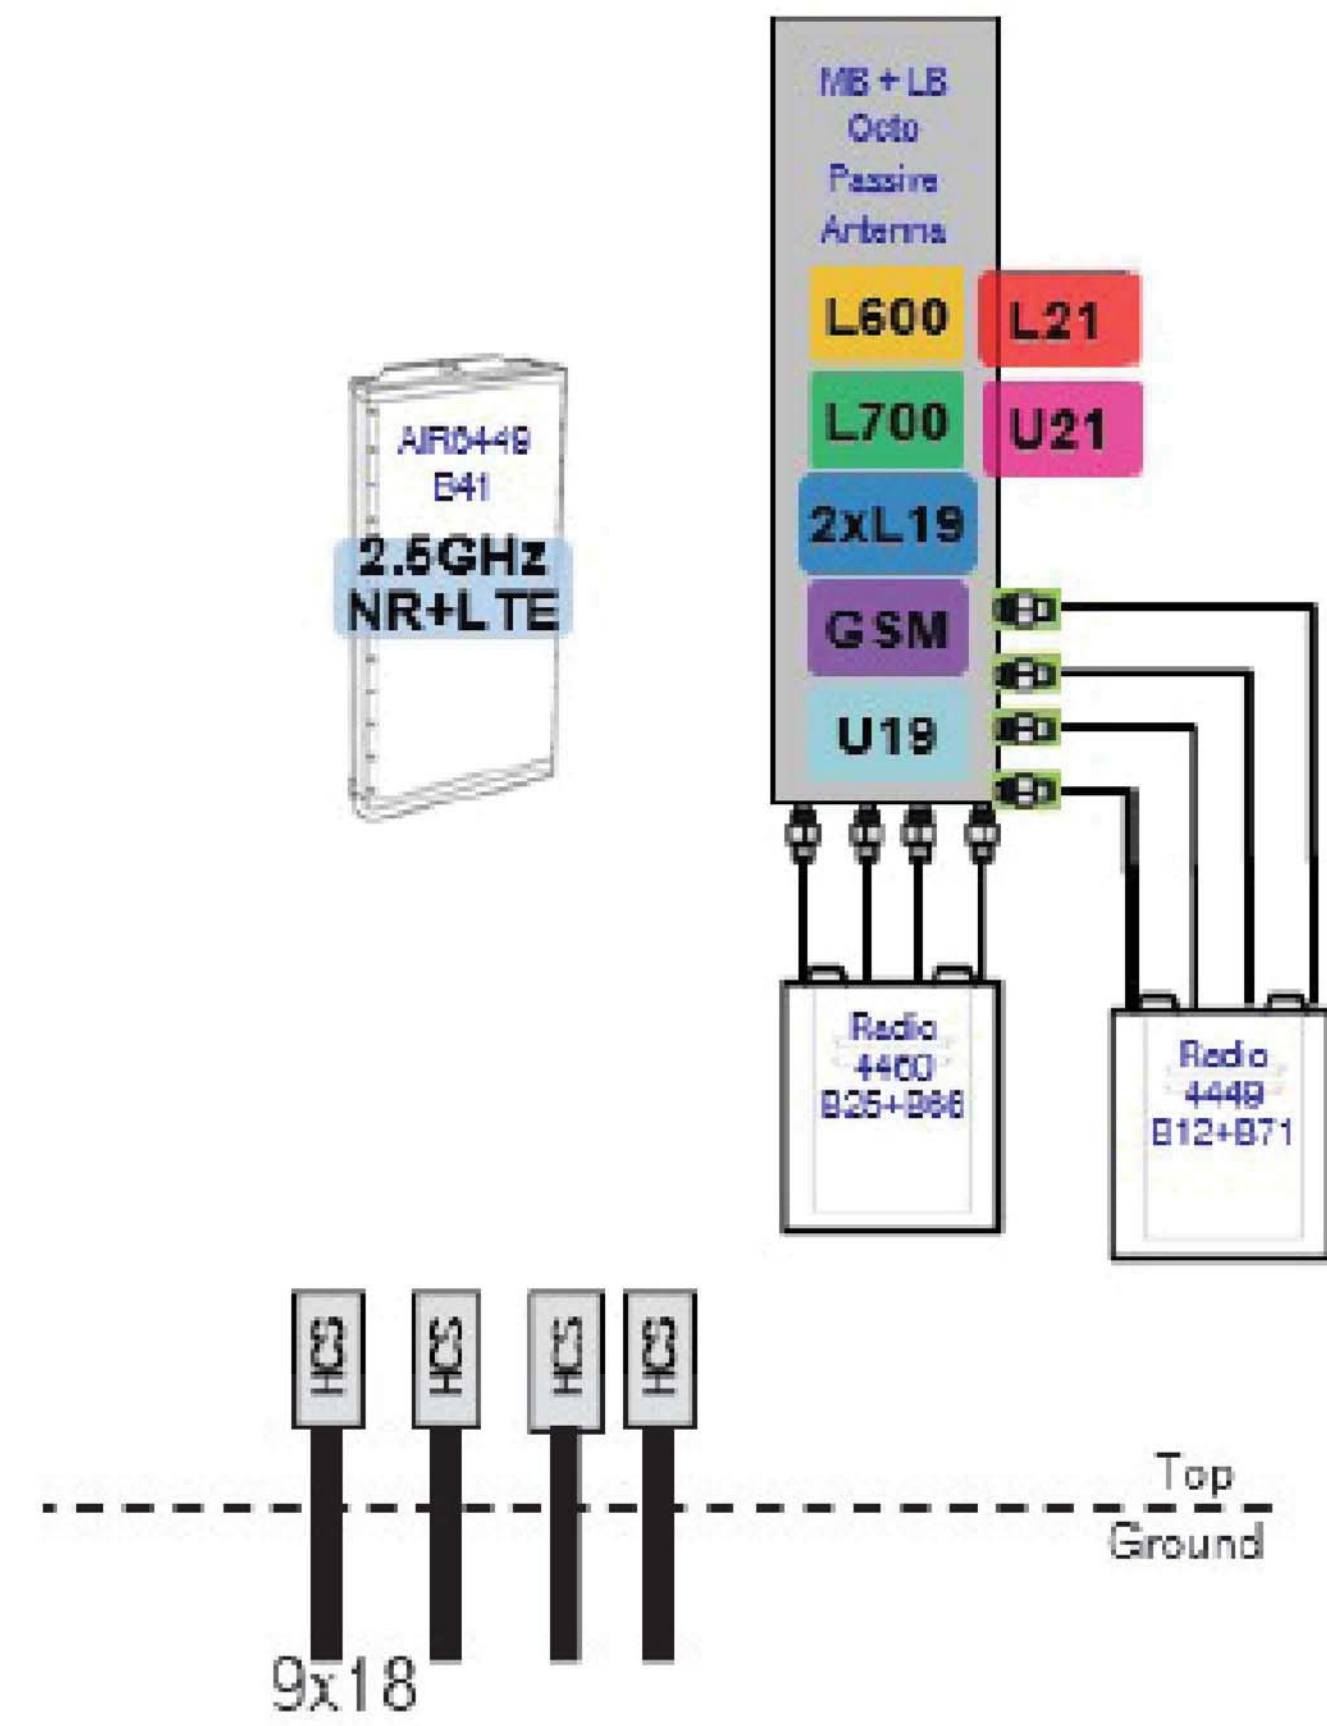 MB + LB
Octo
Passive
Antenna
L600
L21
L700
U21
2xL19
GSM
U19
AIR6449
B41
2.5GHz
NR+LTE
Radio
4460
B25+B66
Radio
4449
B12+B71
HCS
HCS
HCS
HCS
Top
Ground
9x18